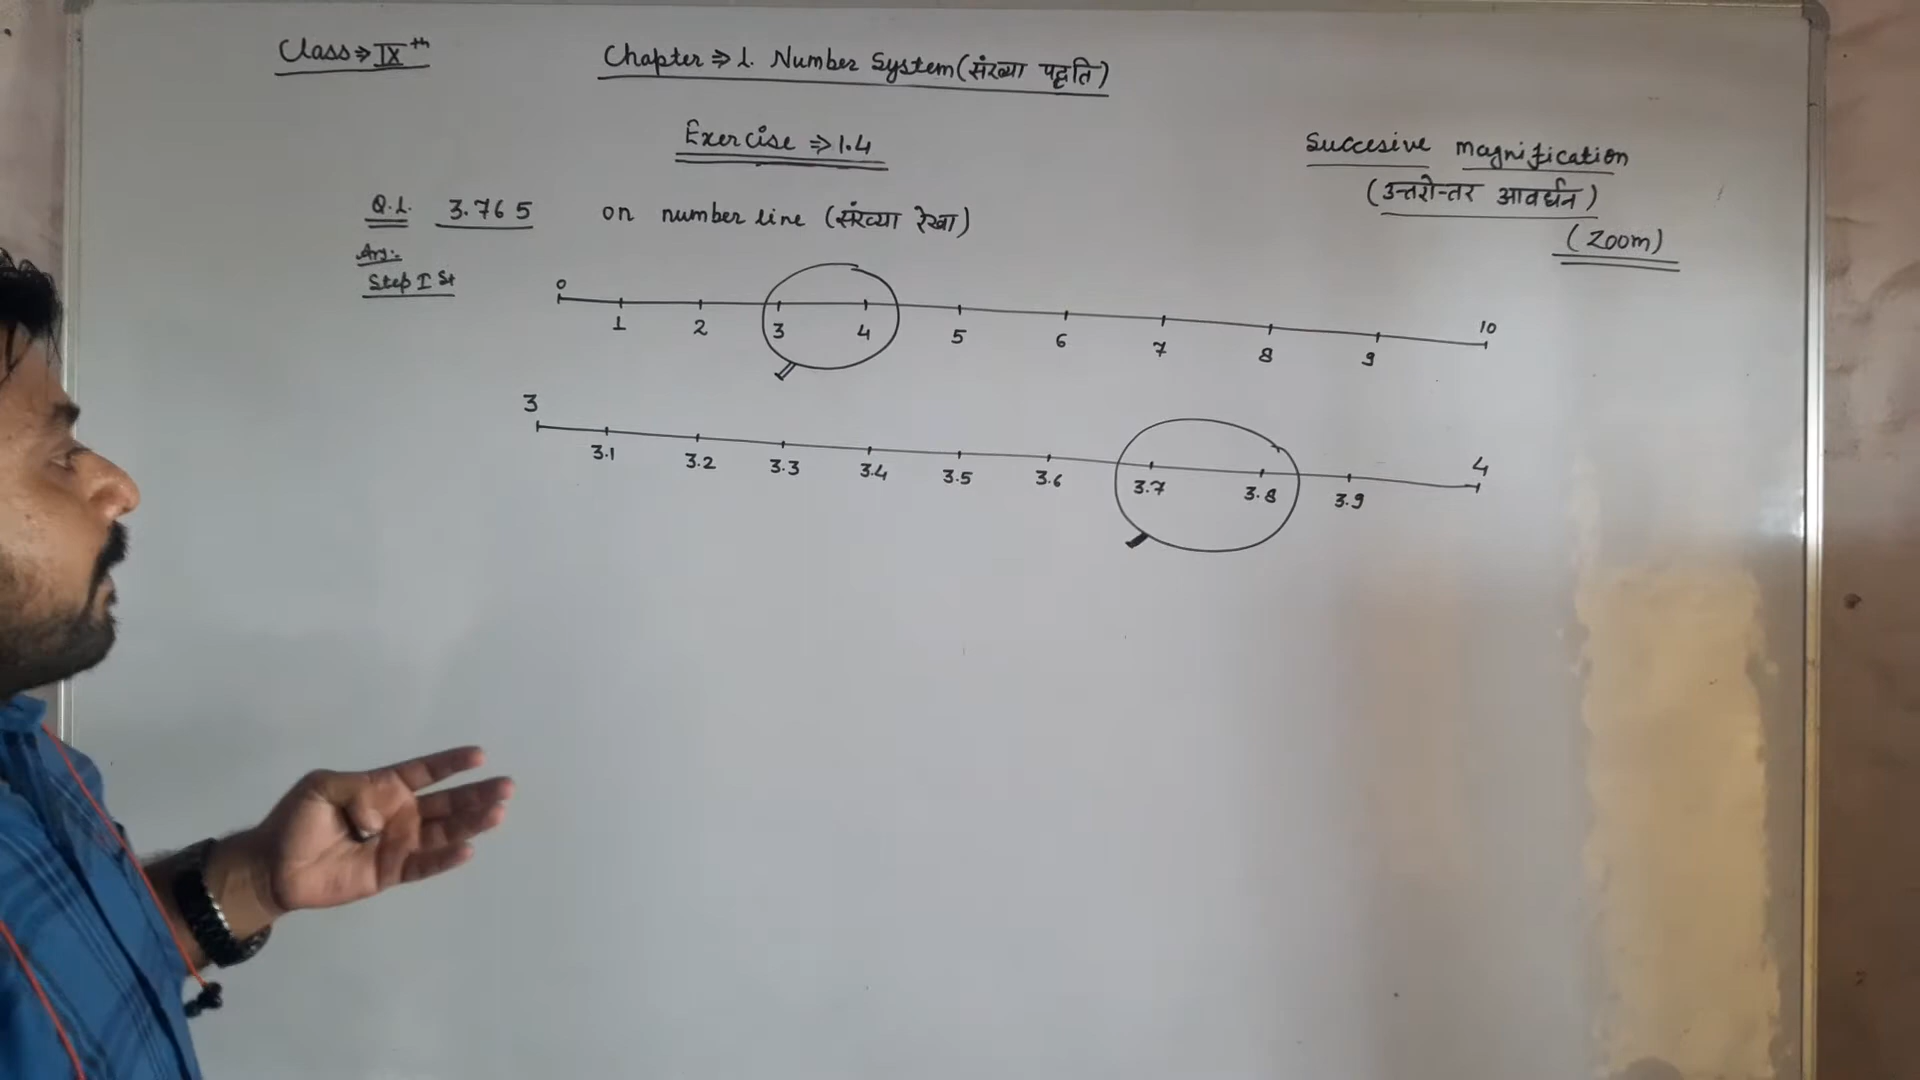 Class ⇒ IXth
Chapter ⇒ 1. Number System (संख्या पद्दति)
Exercise ⇒ 1.4
Succesive magnification
(उत्तरोत्तर आवर्धन)
(Zoom)
Q.1. 3.765 on number line (संख्या रेखा)
Ans:-
Step I st
0 1 2 3 4 5 6 7 8 9 10
3 3.1 3.2 3.3 3.4 3.5 3.6 3.7 3.8 3.9 4